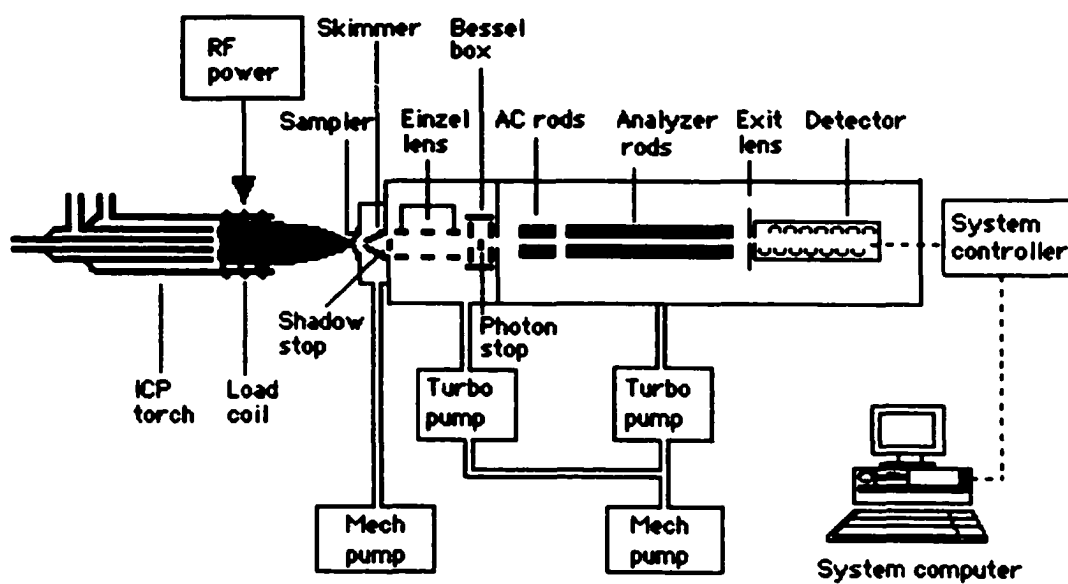 Skimmer
Bessel
box
RF
power
Sampler
Einzel
lens
AC rods
Analyzer
rods
Exit
lens
Detector
System
controller
Shadow
stop
Photon
stop
ICP
torch
Load
coil
Turbo
pump
Turbo
pump
Mech
pump
Mech
pump
System computer